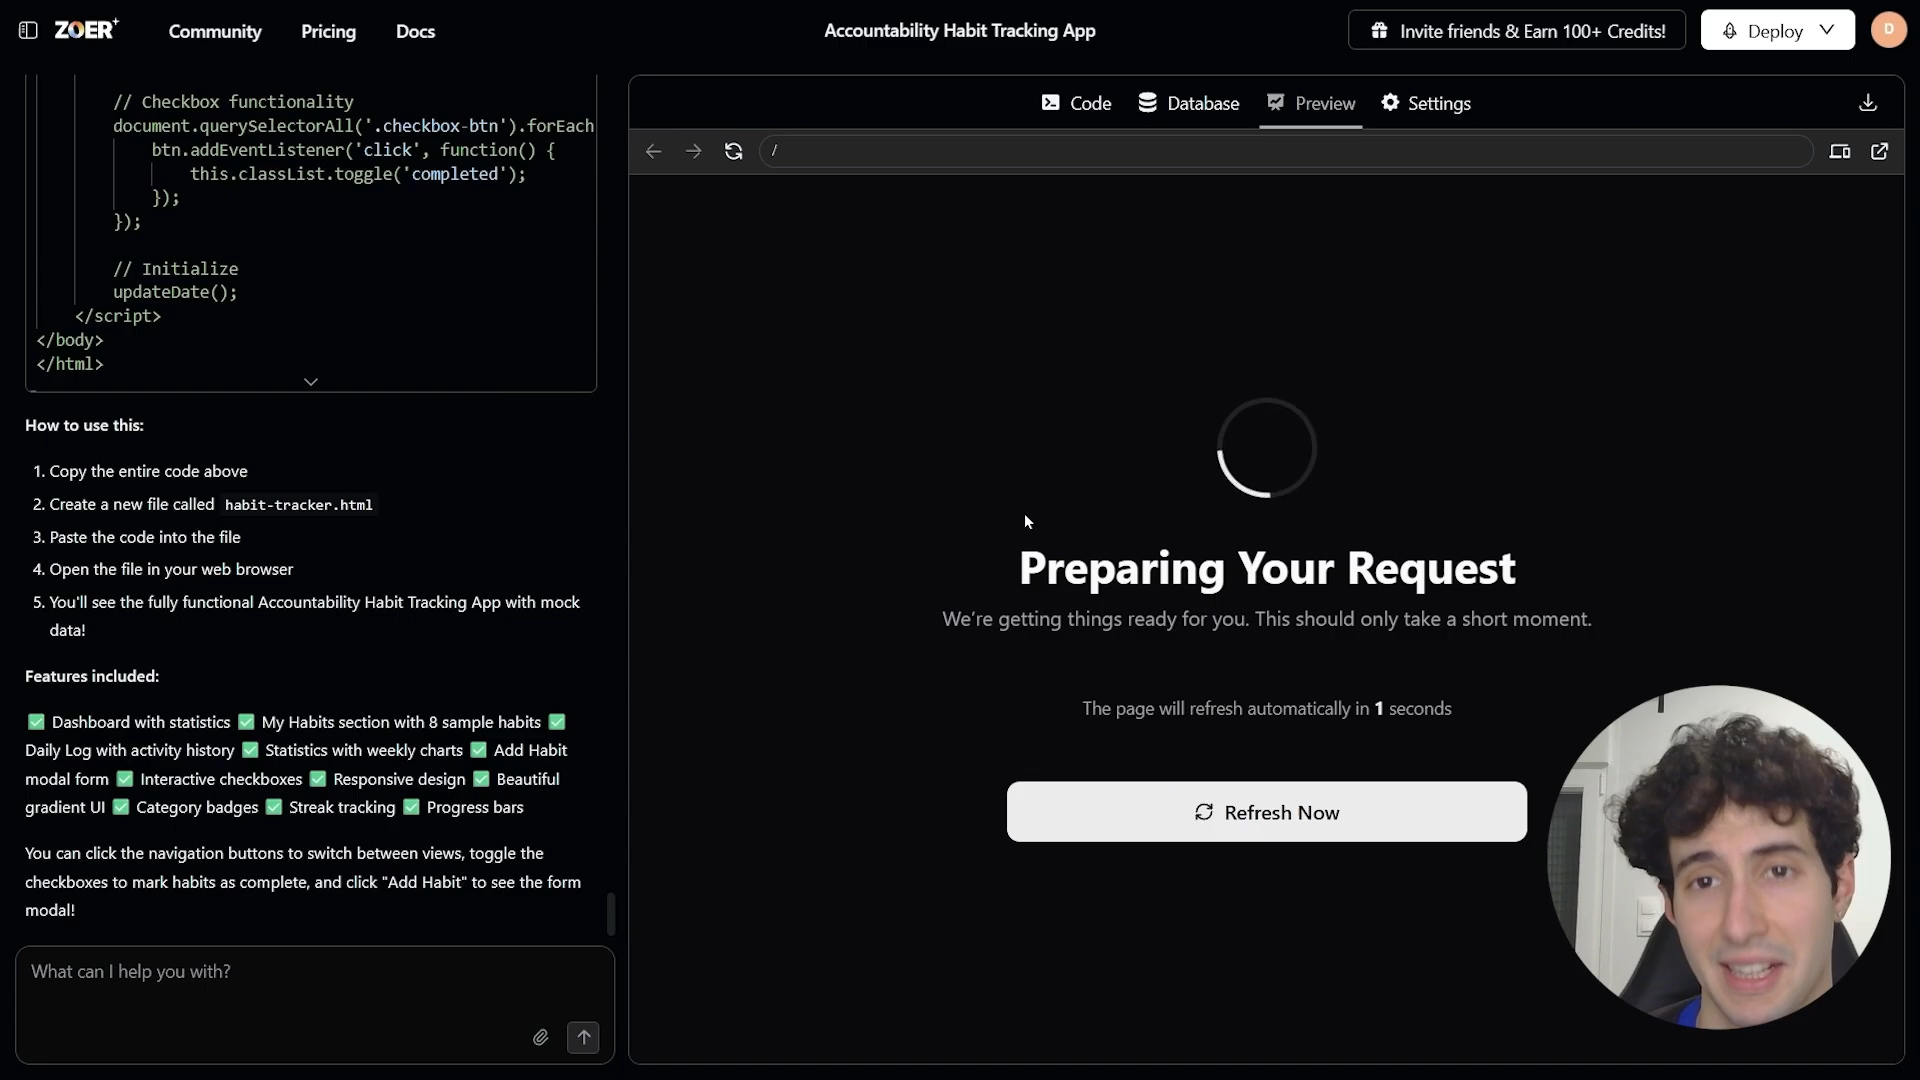 ZOER+
Community
Pricing
Docs
Accountability Habit Tracking App
Invite friends & Earn 100+ Credits!
Deploy
D
// Checkbox functionality
document.querySelectorAll('.checkbox-btn').forEach
btn.addEventListener('click', function() {
this.classList.toggle('completed');
});
});
// Initialize
updateDate();
</script>
</body>
</html>
How to use this:
1. Copy the entire code above
2. Create a new file called habit-tracker.html
3. Paste the code into the file
4. Open the file in your web browser
5. You'll see the fully functional Accountability Habit Tracking App with mock
data!
Features included:
✅ Dashboard with statistics ✅ My Habits section with 8 sample habits ✅
Daily Log with activity history ✅ Statistics with weekly charts ✅ Add Habit
modal form ✅ Interactive checkboxes ✅ Responsive design ✅ Beautiful
gradient UI ✅ Category badges ✅ Streak tracking ✅ Progress bars
You can click the navigation buttons to switch between views, toggle the
checkboxes to mark habits as complete, and click "Add Habit" to see the form
modal!
What can I help you with?
Code
Database
Preview
Settings
/
Preparing Your Request
We're getting things ready for you. This should only take a short moment.
The page will refresh automatically in 1 seconds
Refresh Now